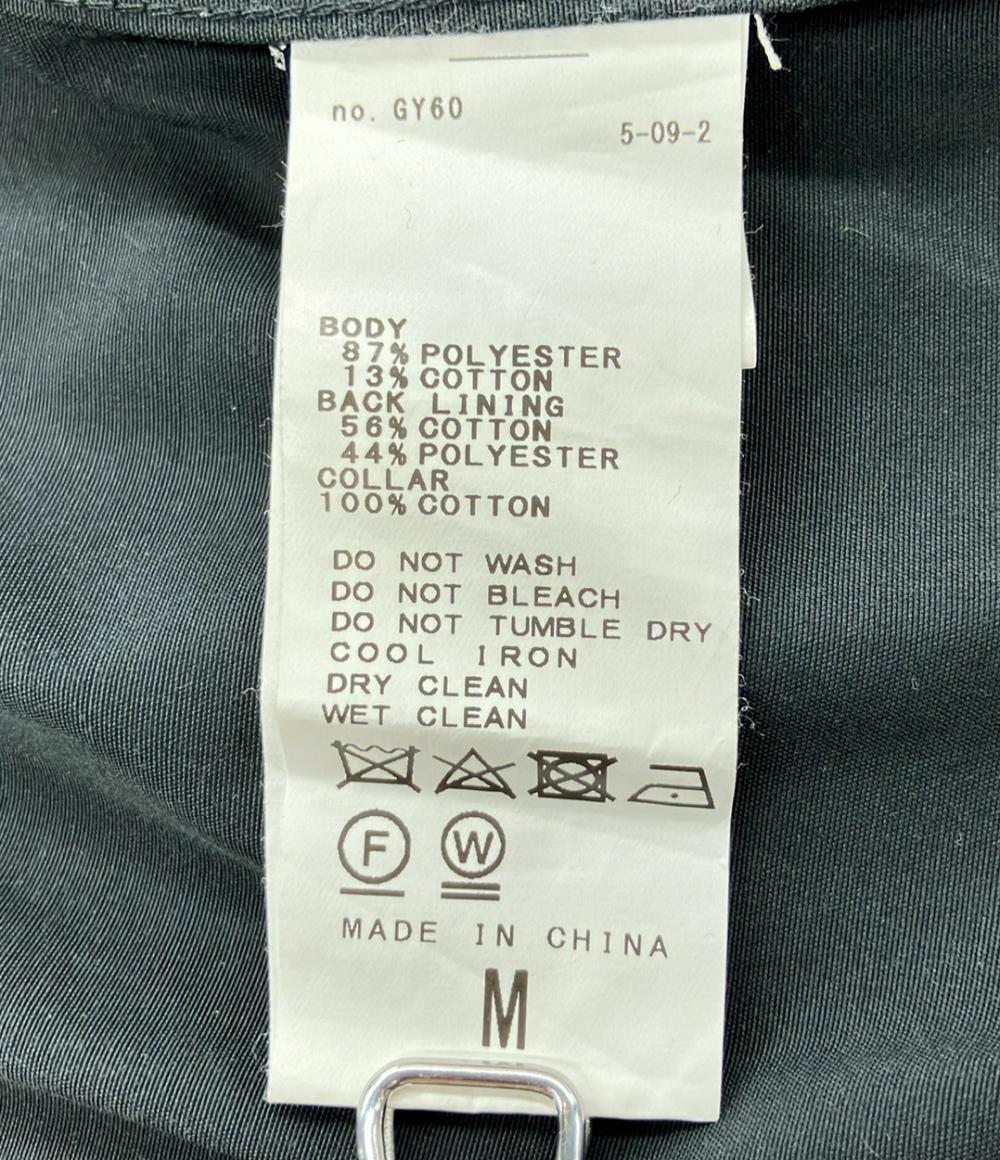 no. GY60
5-09-2
BODY
87% POLYESTER
13% COTTON
BACK LINING
56% COTTON
44% POLYESTER
COLLAR
100% COTTON
DO NOT WASH
DO NOT BLEACH
DO NOT TUMBLE DRY
COOL IRON
DRY CLEAN
WET CLEAN
F W
MADE IN CHINA
M